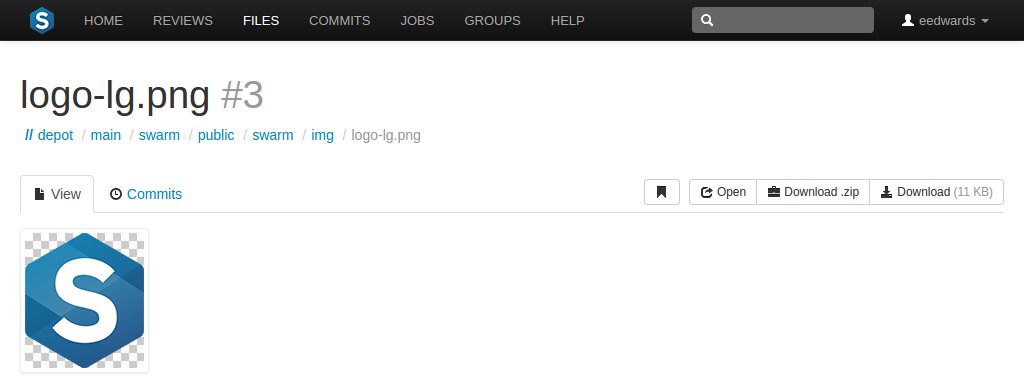 S HOME REVIEWS FILES COMMITS JOBS GROUPS HELP eedwards
logo-lg.png #3
// depot / main / swarm / public / swarm / img / logo-lg.png
View Commits Open Download .zip Download (11 KB)
S